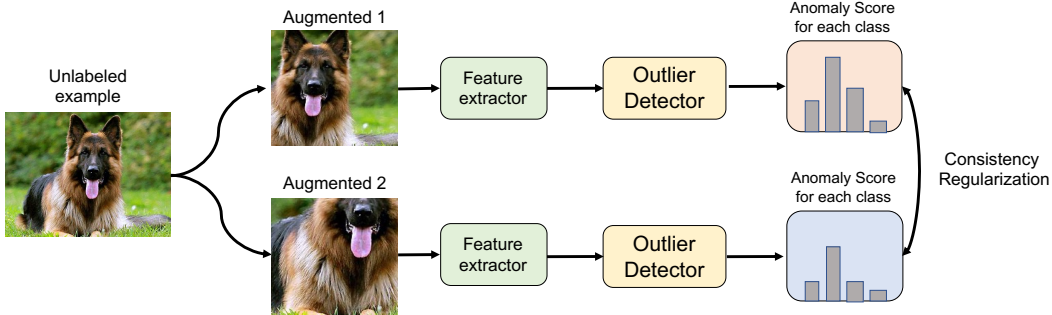 Unlabeled
example
Augmented 1
Feature
extractor
Outlier
Detector
Anomaly Score
for each class
Augmented 2
Feature
extractor
Outlier
Detector
Anomaly Score
for each class
Consistency
Regularization